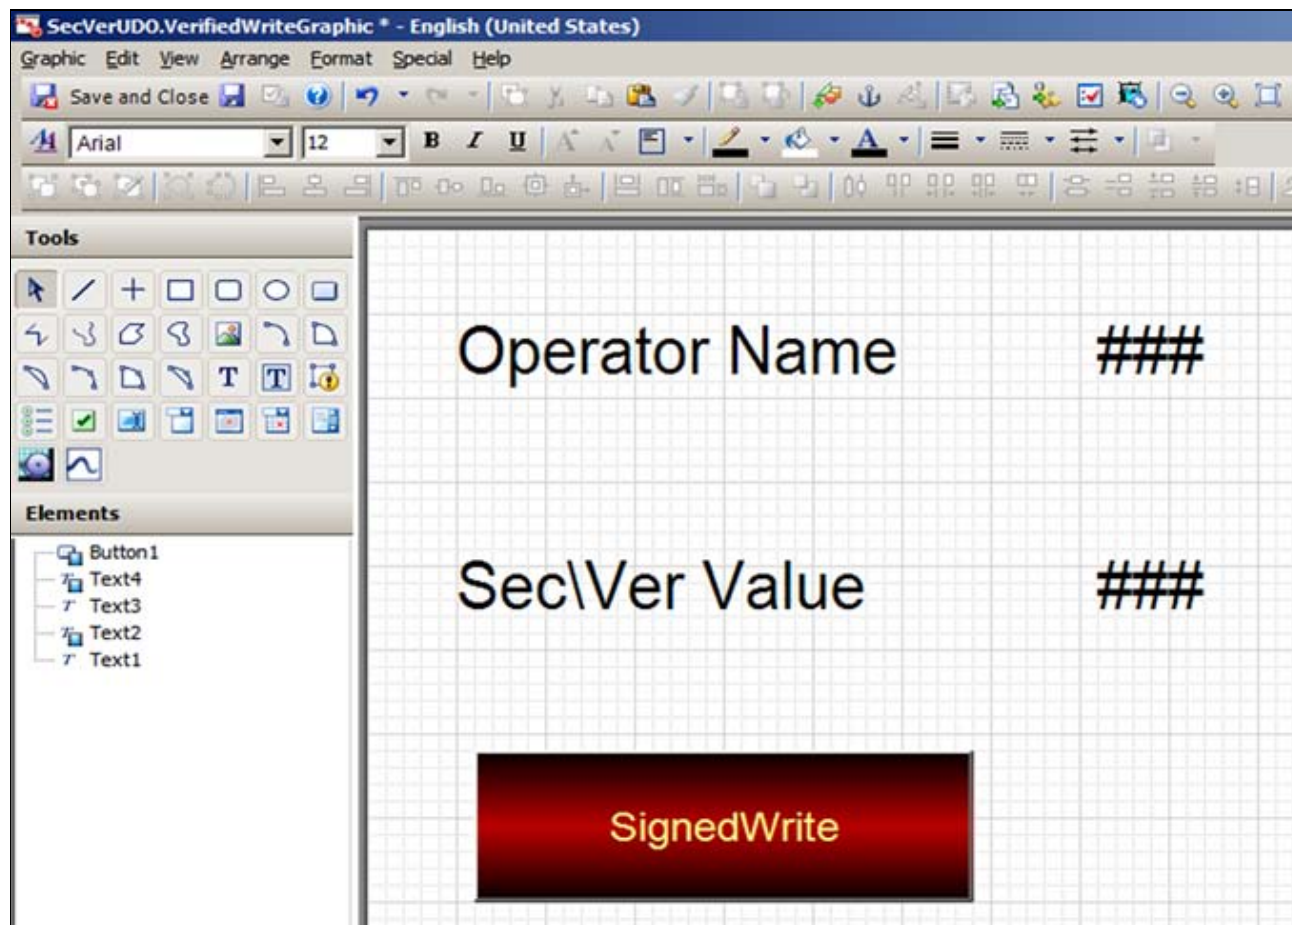 SecVerUDO.VerifiedWriteGraphic * - English (United States)
Graphic Edit View Arrange Format Special Help
Save and Close
Arial 12 B I U A A A
Tools
T T
Elements
Button1
Text4
Text3
Text2
Text1
Operator Name ###
Sec\Ver Value ###
SignedWrite